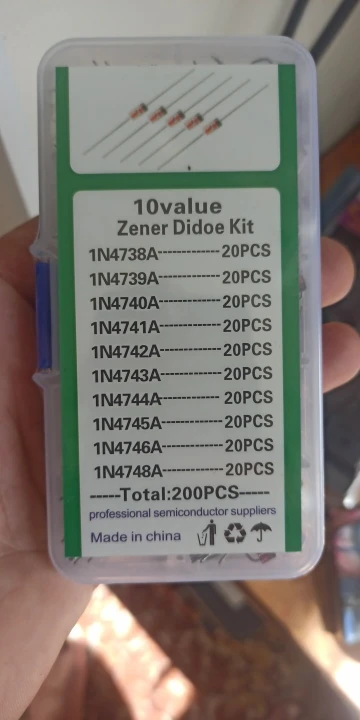 10value
Zener Didoe Kit
1N4738A-------------20PCS
1N4739A-------------20PCS
1N4740A-------------20PCS
1N4741A-------------20PCS
1N4742A-------------20PCS
1N4743A-------------20PCS
1N4744A-------------20PCS
1N4745A-------------20PCS
1N4746A-------------20PCS
1N4748A-------------20PCS
-----Total:200PCS-----
professional semiconductor suppliers
Made in china